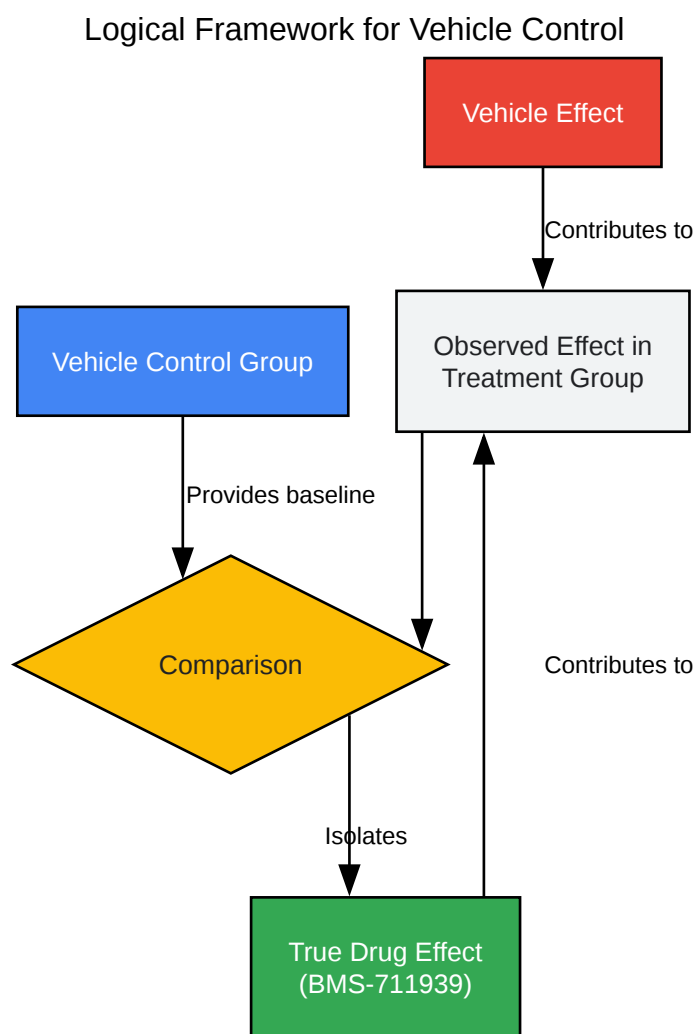 Logical Framework for Vehicle Control
Vehicle Effect
Contributes to
Vehicle Control Group
Observed Effect in
Treatment Group
Provides baseline
Comparison
Contributes to
Isolates
True Drug Effect
(BMS-711939)